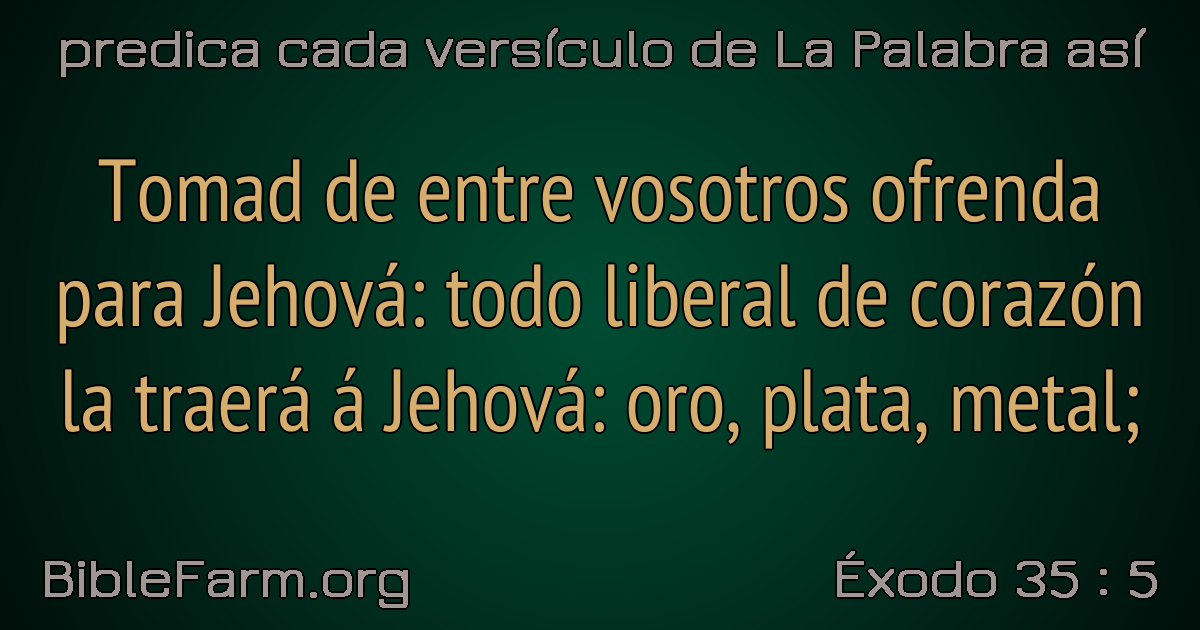 predica cada versículo de La Palabra así
Tomad de entre vosotros ofrenda
para Jehová: todo liberal de corazón
la traerá á Jehová: oro, plata, metal;
BibleFarm.org
Éxodo 35 : 5